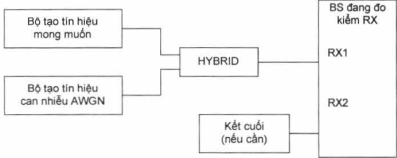 Bộ tạo tín hiệu
mong muốn
Bộ tạo tín hiệu
can nhiễu AWGN
HYBRID
Kết cuối
(nếu cần)
BS đang đo
kiểm RX
RX1
RX2